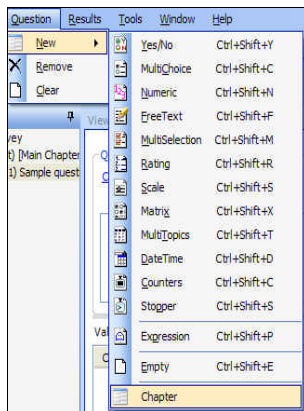 Question Results Tools Window Help
New
Remove
Clear
Yes/No Ctrl+Shift+Y
MultiChoice Ctrl+Shift+C
Numeric Ctrl+Shift+N
FreeText Ctrl+Shift+F
MultiSelection Ctrl+Shift+M
Rating Ctrl+Shift+R
Scale Ctrl+Shift+S
Matrix Ctrl+Shift+X
MultiTopics Ctrl+Shift+T
DateTime Ctrl+Shift+D
Counters Ctrl+Shift+C
Stopper Ctrl+Shift+S
Expression Ctrl+Shift+P
Empty Ctrl+Shift+E
Chapter
View
vey
t) [Main Chapter
1) Sample quest
Q
C
Val
C